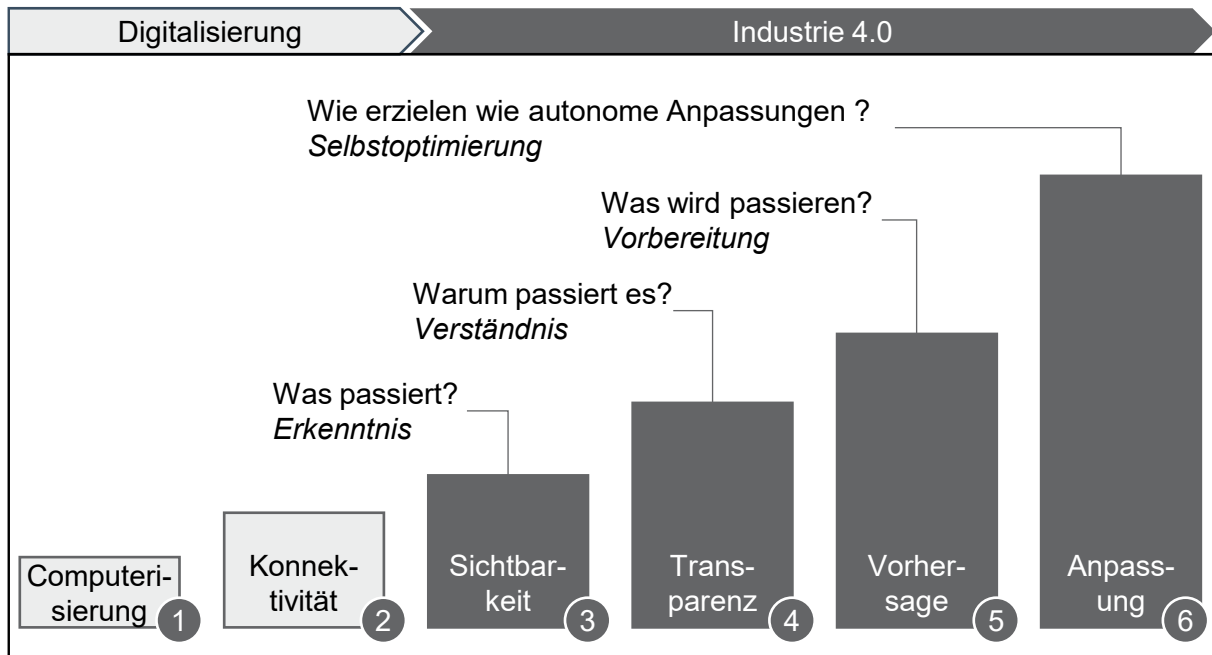 Digitalisierung
Industrie 4.0
Wie erzielen wie autonome Anpassungen ?
Selbstoptimierung
Was wird passieren?
Vorbereitung
Warum passiert es?
Verständnis
Was passiert?
Erkenntnis
Computeri-
sierung
1
Konnek-
tivität
2
Sichtbar-
keit
3
Trans-
parenz
4
Vorher-
sage
5
Anpass-
ung
6